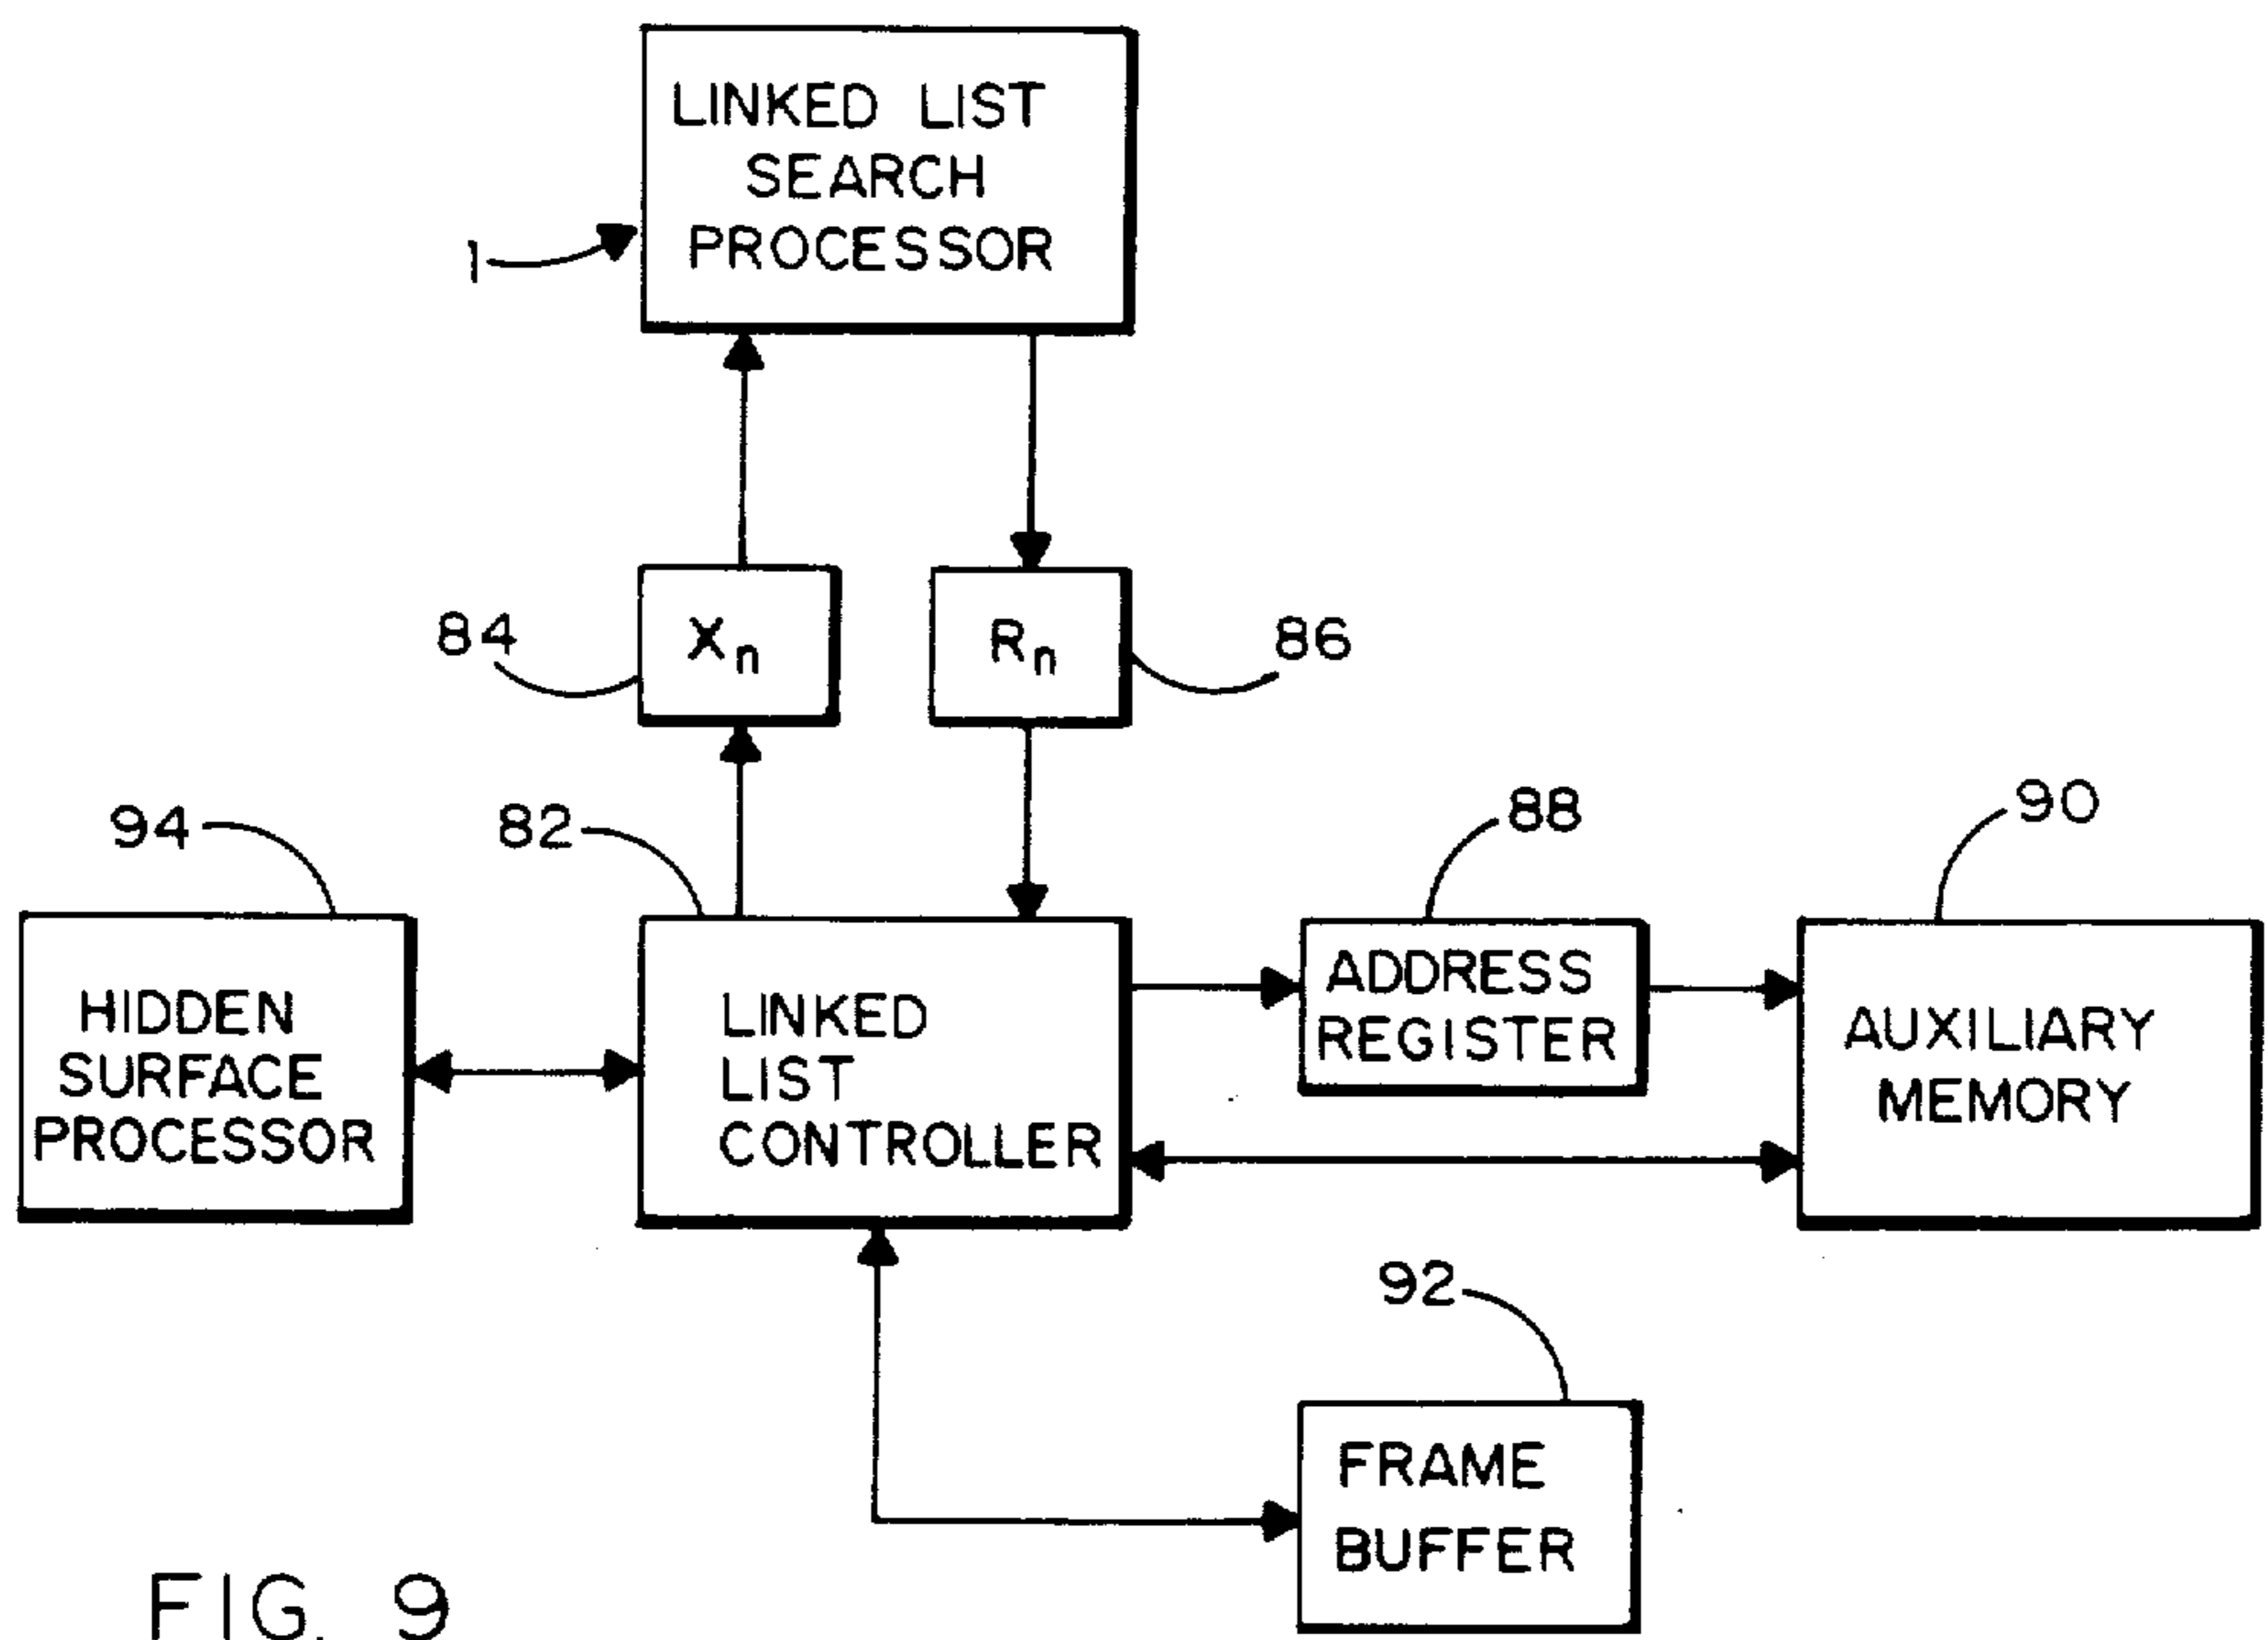 LINKED LIST
SEARCH
PROCESSOR
1
84
Xn
Rn
86
94
82
88
90
HIDDEN
SURFACE
PROCESSOR
LINKED
LIST
CONTROLLER
ADDRESS
REGISTER
AUXILIARY
MEMORY
92
FRAME
BUFFER
FIG. 9